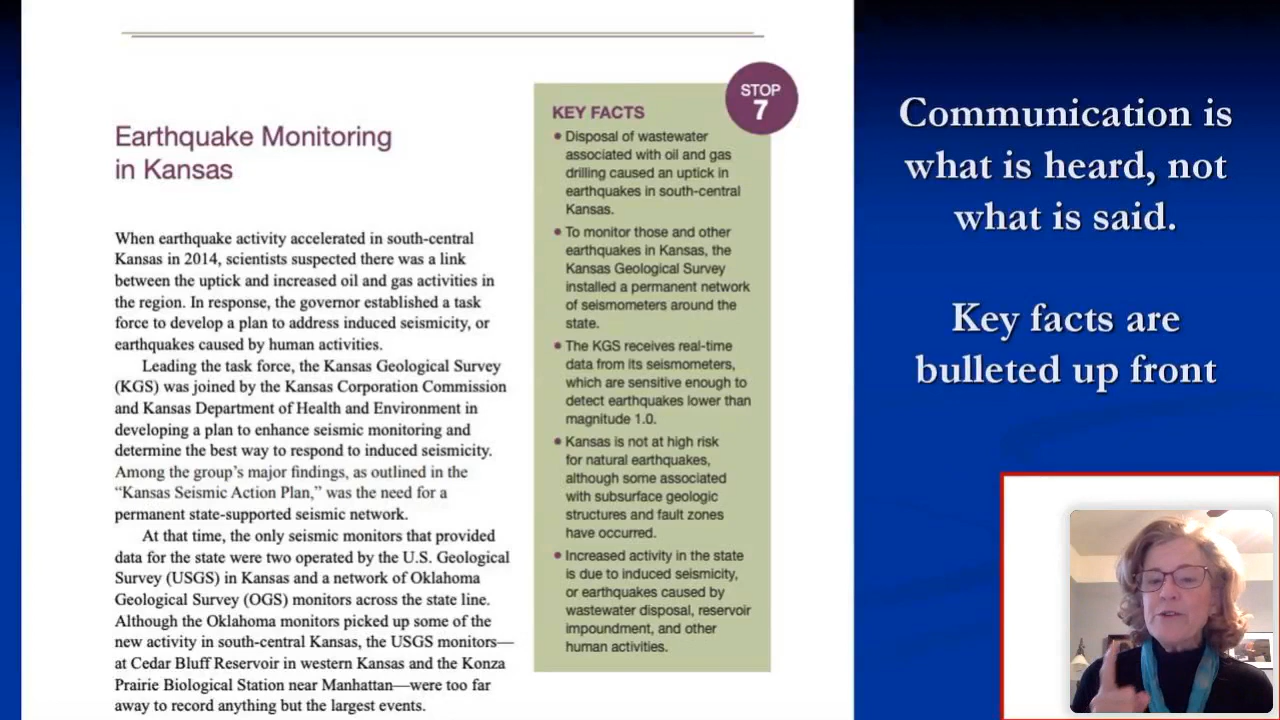 Earthquake Monitoring
in Kansas
When earthquake activity accelerated in south-central
Kansas in 2014, scientists suspected there was a link
between the uptick and increased oil and gas activities in
the region. In response, the governor established a task
force to develop a plan to address induced seismicity, or
earthquakes caused by human activities.
Leading the task force, the Kansas Geological Survey
(KGS) was joined by the Kansas Corporation Commission
and Kansas Department of Health and Environment in
developing a plan to enhance seismic monitoring and
determine the best way to respond to induced seismicity.
Among the group's major findings, as outlined in the
“Kansas Seismic Action Plan,” was the need for a
permanent state-supported seismic network.
At that time, the only seismic monitors that provided
data for the state were two operated by the U.S. Geological
Survey (USGS) in Kansas and a network of Oklahoma
Geological Survey (OGS) monitors across the state line.
Although the Oklahoma monitors picked up some of the
new activity in south-central Kansas, the USGS monitors—
at Cedar Bluff Reservoir in western Kansas and the Konza
Prairie Biological Station near Manhattan—were too far
away to record anything but the largest events.
STOP
7
KEY FACTS
• Disposal of wastewater
associated with oil and gas
drilling caused an uptick in
earthquakes in south-central
Kansas.
• To monitor those and other
earthquakes in Kansas, the
Kansas Geological Survey
installed a permanent network
of seismometers around the
state.
• The KGS receives real-time
data from its seismometers,
which are sensitive enough to
detect earthquakes lower than
magnitude 1.0.
• Kansas is not at high risk
for natural earthquakes,
although some associated
with subsurface geologic
structures and fault zones
have occurred.
• Increased activity in the state
is due to induced seismicity,
or earthquakes caused by
wastewater disposal, reservoir
impoundment, and other
human activities.
Communication is
what is heard, not
what is said.
Key facts are
bulleted up front